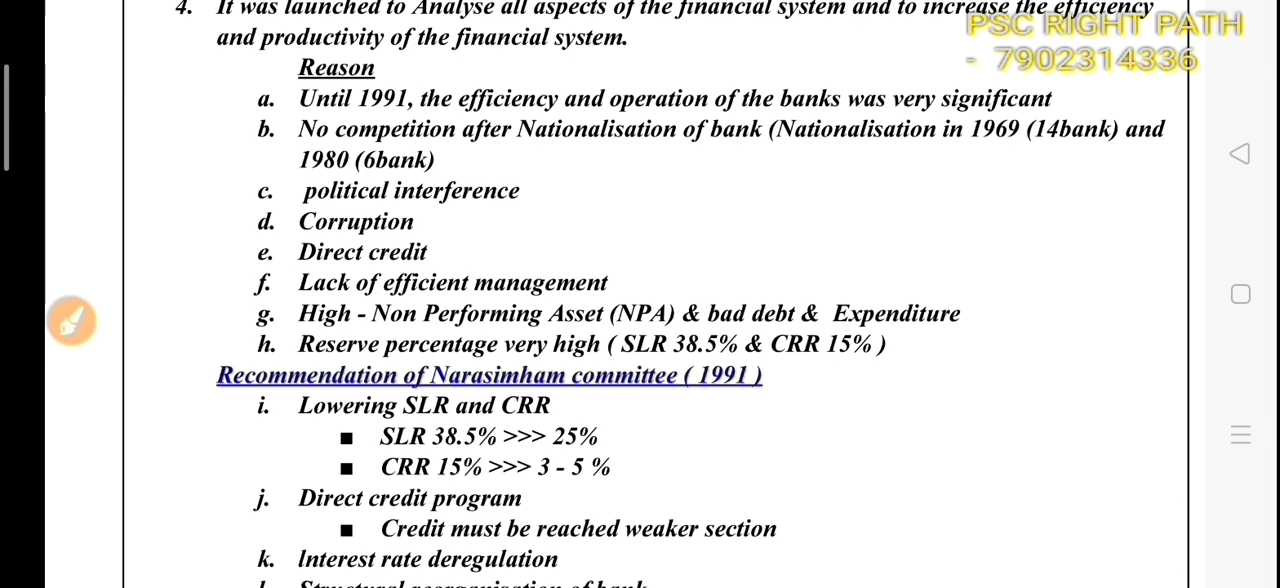 4. It was launched to Analyse all aspects of the financial system and to increase the efficiency
and productivity of the financial system.
PSC RIGHT PATH
- 7902314336
Reason
a. Until 1991, the efficiency and operation of the banks was very significant
b. No competition after Nationalisation of bank (Nationalisation in 1969 (14bank) and
1980 (6bank)
c. political interference
d. Corruption
e. Direct credit
f. Lack of efficient management
g. High - Non Performing Asset (NPA) & bad debt & Expenditure
h. Reserve percentage very high ( SLR 38.5% & CRR 15% )
Recommendation of Narasimham committee ( 1991 )
i. Lowering SLR and CRR
■ SLR 38.5% >>> 25%
■ CRR 15% >>> 3 - 5 %
j. Direct credit program
■ Credit must be reached weaker section
k. Interest rate deregulation
l. Structural reorganisation of bank